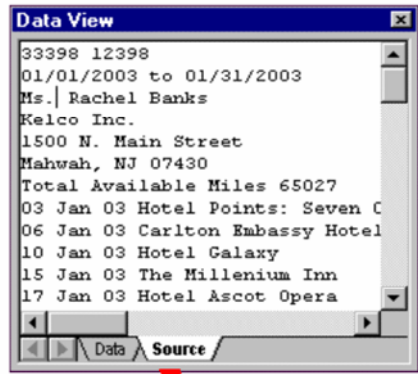 Data View
33398 12398
01/01/2003 to 01/31/2003
Ms. Rachel Banks
Kelco Inc.
1500 N. Main Street
Mahwah, NJ 07430
Total Available Miles 65027
03 Jan 03 Hotel Points: Seven
06 Jan 03 Carlton Embassy Hotel
10 Jan 03 Hotel Galaxy
15 Jan 03 The Millenium Inn
17 Jan 03 Hotel Ascot Opera
Data Source